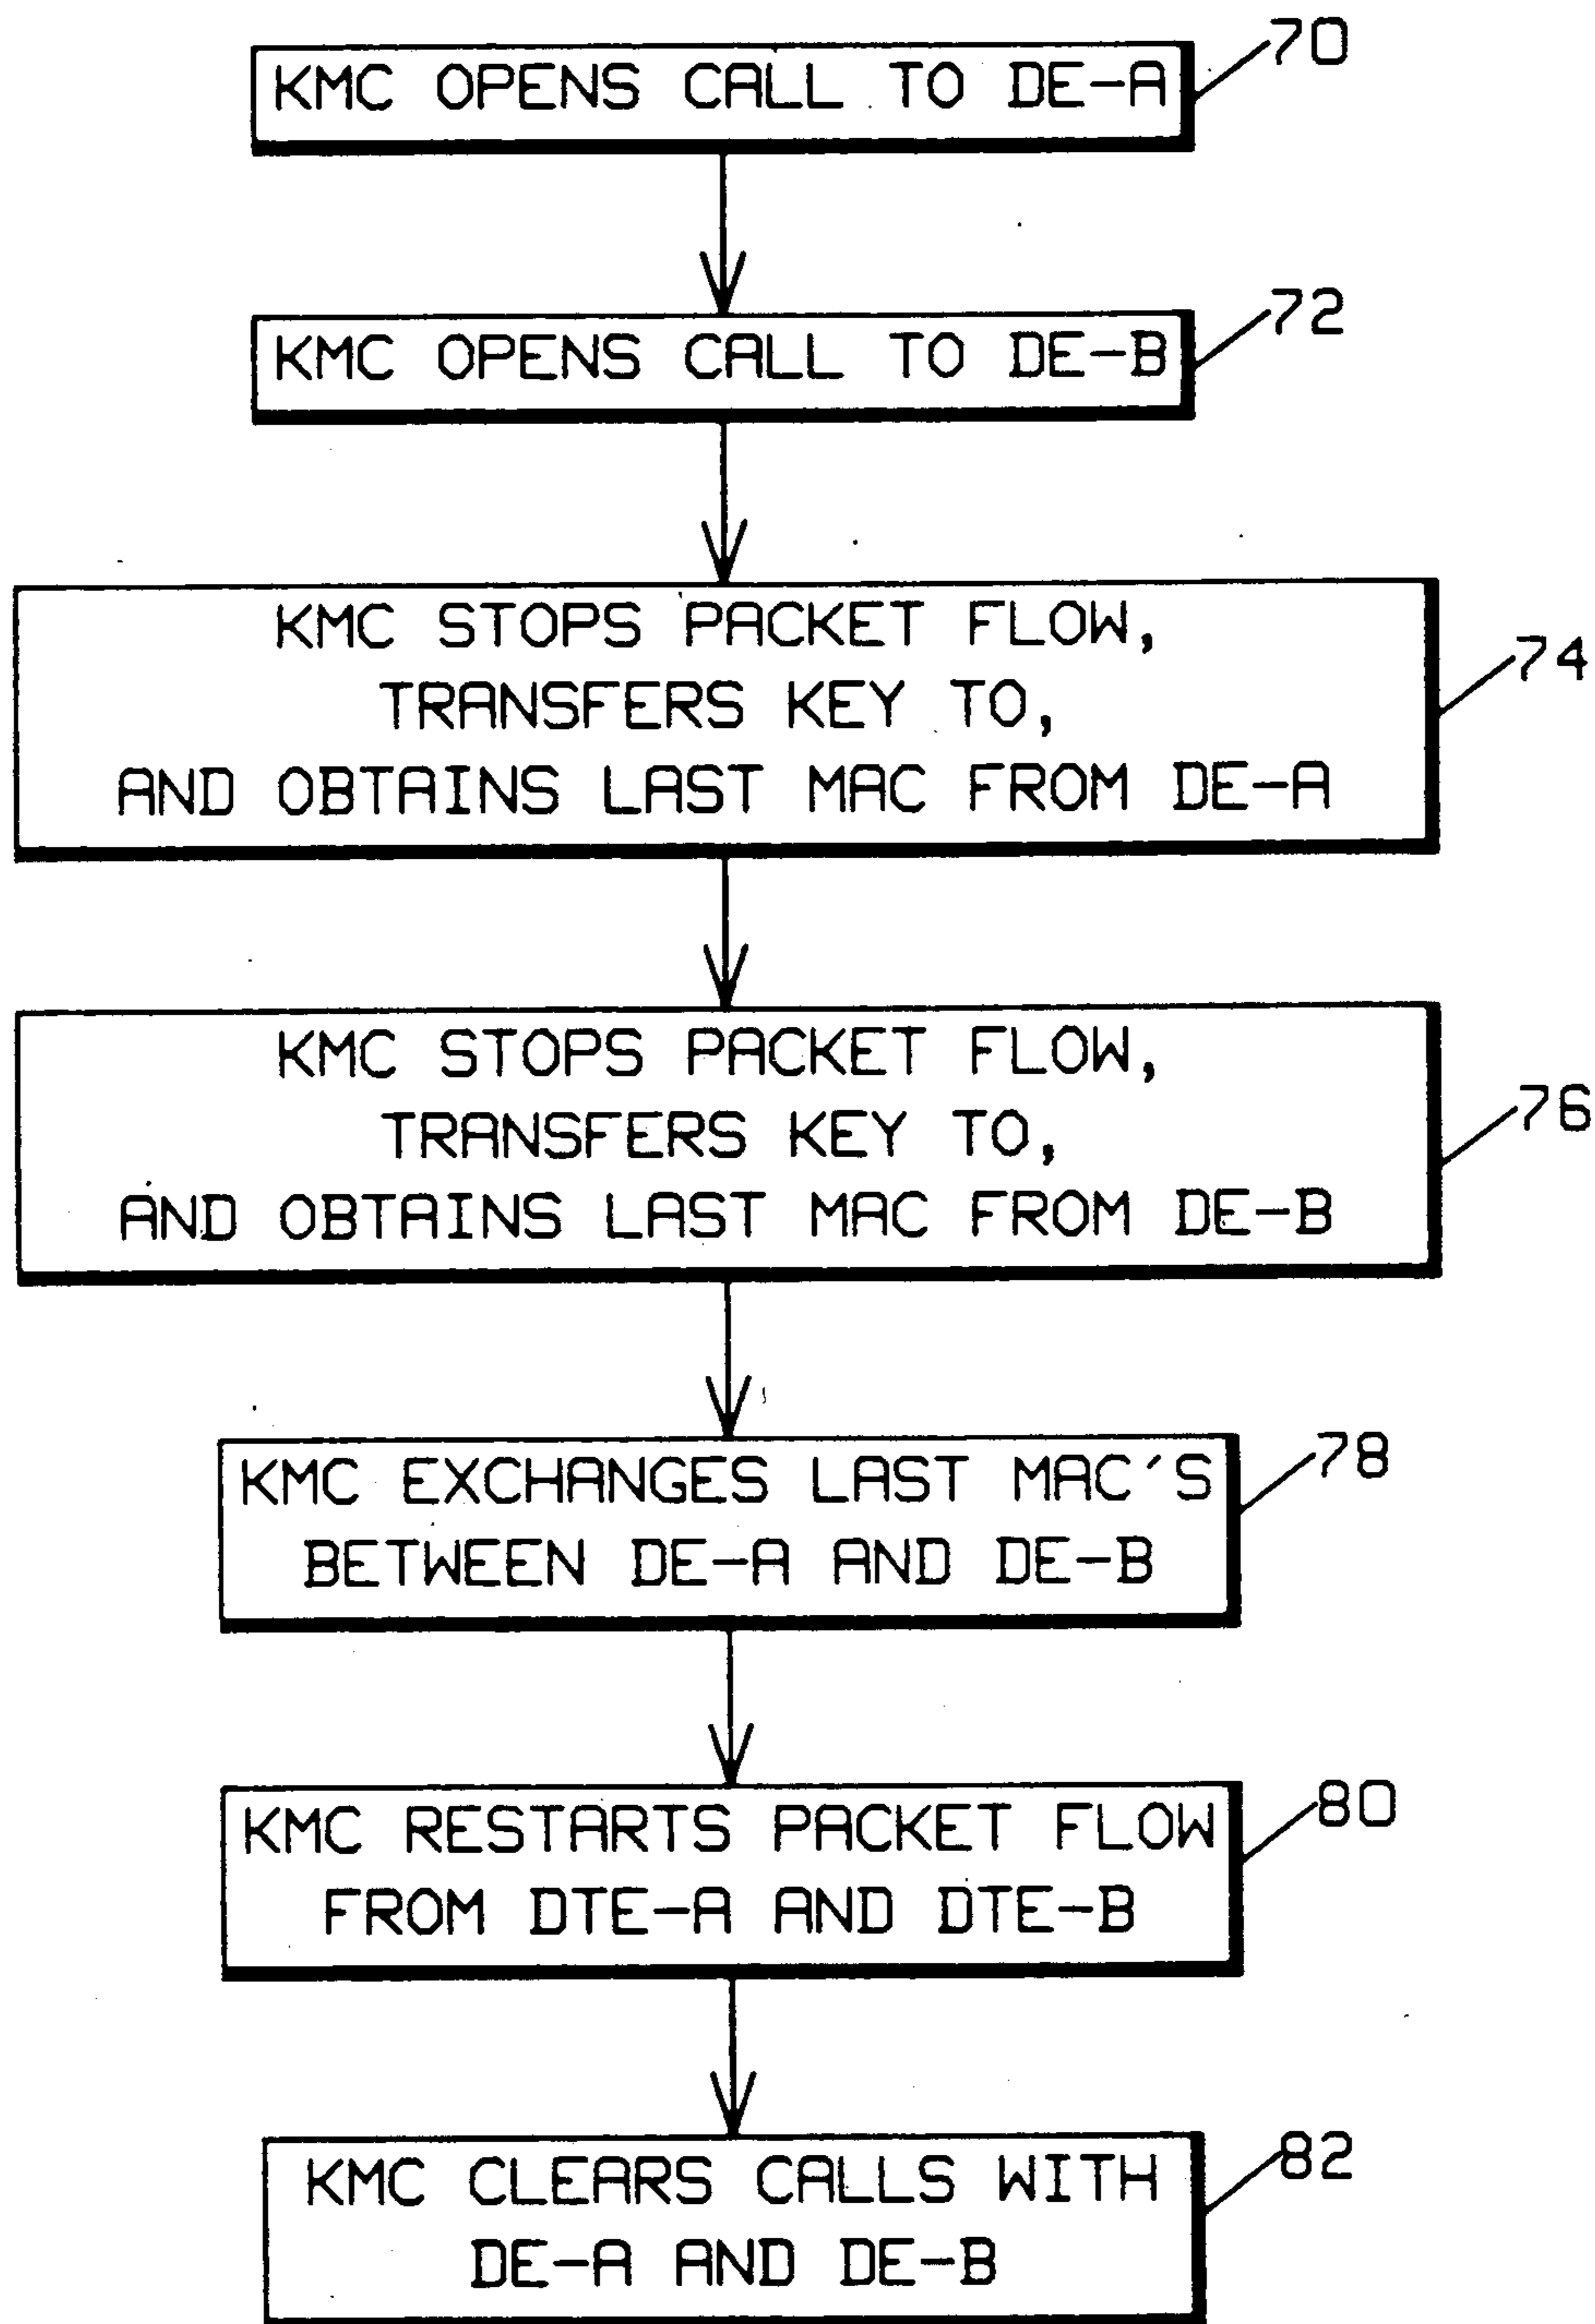 KMC OPENS CALL TO DE-A
70
KMC OPENS CALL TO DE-B
72
KMC STOPS PACKET FLOW,
TRANSFERS KEY TO,
AND OBTAINS LAST MAC FROM DE-A
74
KMC STOPS PACKET FLOW,
TRANSFERS KEY TO,
AND OBTAINS LAST MAC FROM DE-B
76
KMC EXCHANGES LAST MAC'S
BETWEEN DE-A AND DE-B
78
KMC RESTARTS PACKET FLOW
FROM DTE-A AND DTE-B
80
KMC CLEARS CALLS WITH
DE-A AND DE-B
82